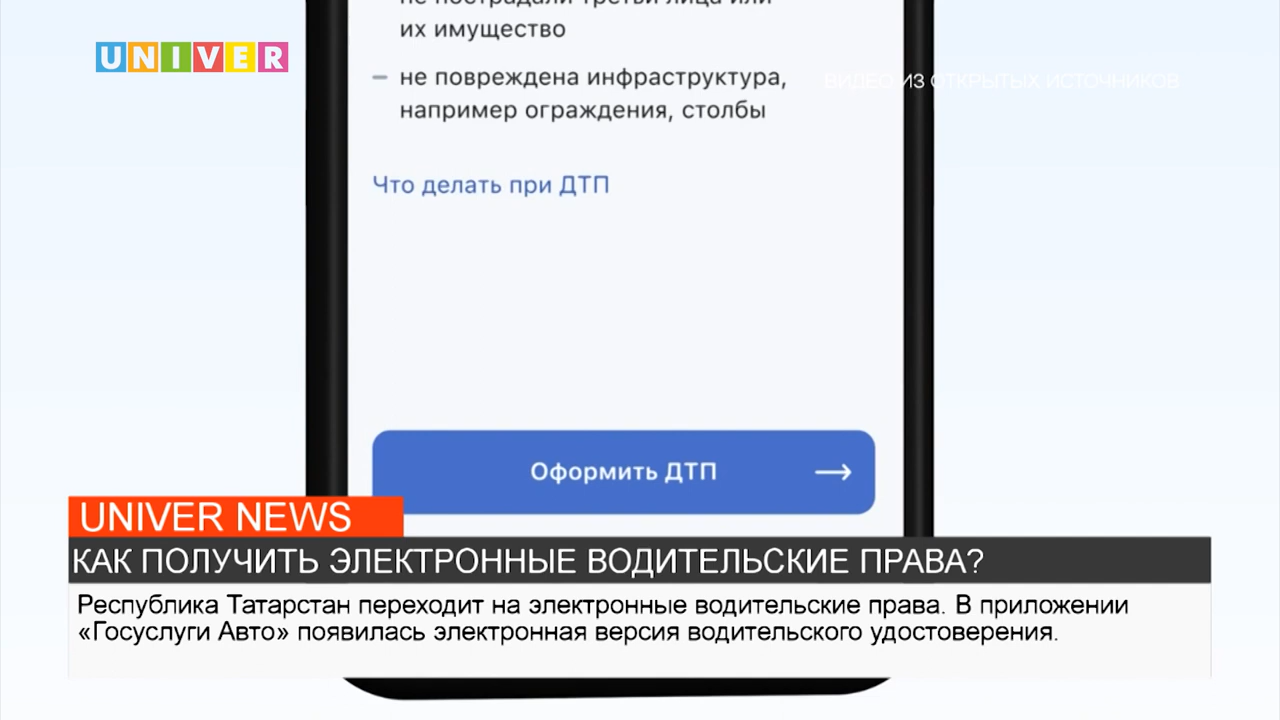 UNIVER
не пострадали третьи лица или
их имущество
– не повреждена инфраструктура,
например ограждения, столбы
ВИДЕО ИЗ ОТКРЫТЫХ ИСТОЧНИКОВ
Что делать при ДТП
Оформить ДТП →
UNIVER NEWS
КАК ПОЛУЧИТЬ ЭЛЕКТРОННЫЕ ВОДИТЕЛЬСКИЕ ПРАВА?
Республика Татарстан переходит на электронные водительские права. В приложении
«Госуслуги Авто» появилась электронная версия водительского удостоверения.